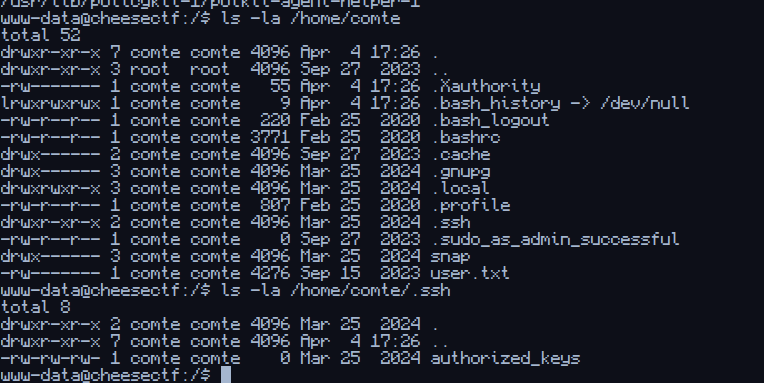 /usr/lib/policykit-1/polkit-agent-helper-1
www-data@cheesectf:/$ ls -la /home/comte
total 52
drwxr-xr-x 7 comte comte 4096 Apr  4 17:26 .
drwxr-xr-x 3 root  root  4096 Sep 27  2023 ..
-rw------- 1 comte comte   55 Apr  4 17:26 .Xauthority
lrwxrwxrwx 1 comte comte    9 Apr  4 17:26 .bash_history -> /dev/null
-rw-r--r-- 1 comte comte  220 Feb 25  2020 .bash_logout
-rw-r--r-- 1 comte comte 3771 Feb 25  2020 .bashrc
drwx------ 2 comte comte 4096 Sep 27  2023 .cache
drwx------ 3 comte comte 4096 Mar 25  2024 .gnupg
drwxrwxr-x 3 comte comte 4096 Mar 25  2024 .local
-rw-r--r-- 1 comte comte  807 Feb 25  2020 .profile
drwxr-xr-x 2 comte comte 4096 Mar 25  2024 .ssh
-rw-r--r-- 1 comte comte    0 Sep 27  2023 .sudo_as_admin_successful
drwx------ 3 comte comte 4096 Mar 25  2024 snap
-rw------- 1 comte comte 4276 Sep 15  2023 user.txt
www-data@cheesectf:/$ ls -la /home/comte/.ssh
total 8
drwxr-xr-x 2 comte comte 4096 Mar 25  2024 .
drwxr-xr-x 7 comte comte 4096 Apr  4 17:26 ..
-rw-rw-rw- 1 comte comte    0 Mar 25  2024 authorized_keys
www-data@cheesectf:/$